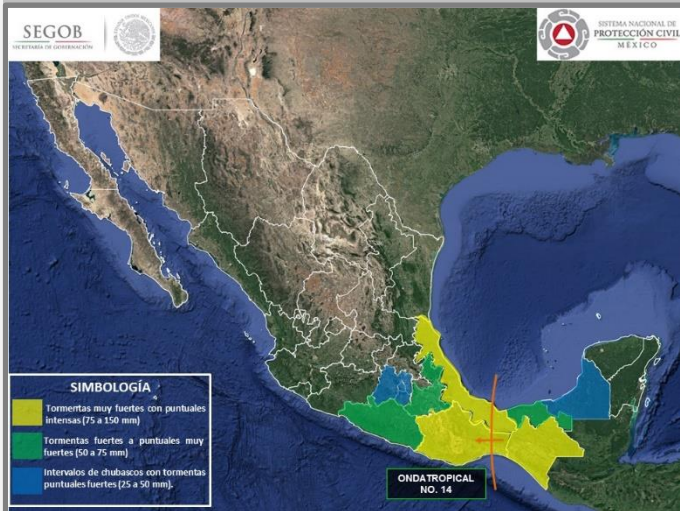 SEGOB
SECRETARÍA DE GOBERNACIÓN
SISTEMA NACIONAL DE
PROTECCIÓN CIVIL
MÉXICO
SIMBOLOGÍA
Tormentas muy fuertes con puntuales
intensas (75 a 150 mm)
Tormentas fuertes a puntuales muy
fuertes (50 a 75 mm)
Intervalos de chubascos con tormentas
puntuales fuertes (25 a 50 mm).
ONDA TROPICAL
NO. 14